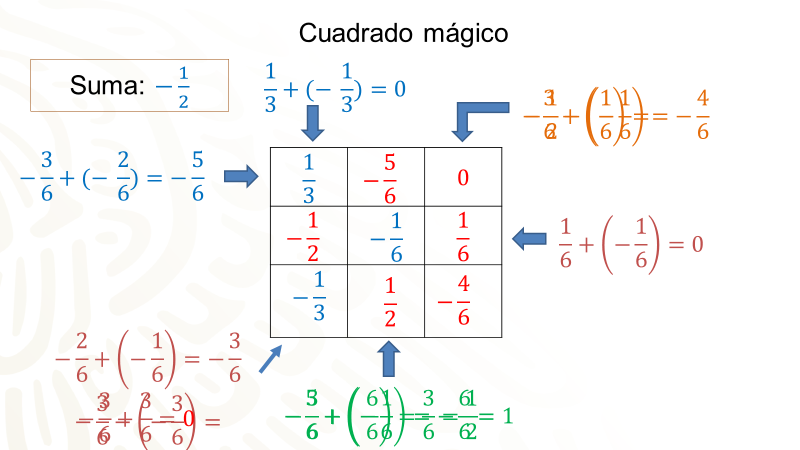 Cuadrado mágico
Suma: −1/2
1/3 + (− 1/3) = 0
−3/6 + (− 2/6) = −5/6
= −4/6
1/3 −5/6 0
−1/2 −1/6 1/6
−1/3 1/2 −4/6
1/6 + (−1/6) = 0
−2/6 + (−1/6) = −3/6
= 1